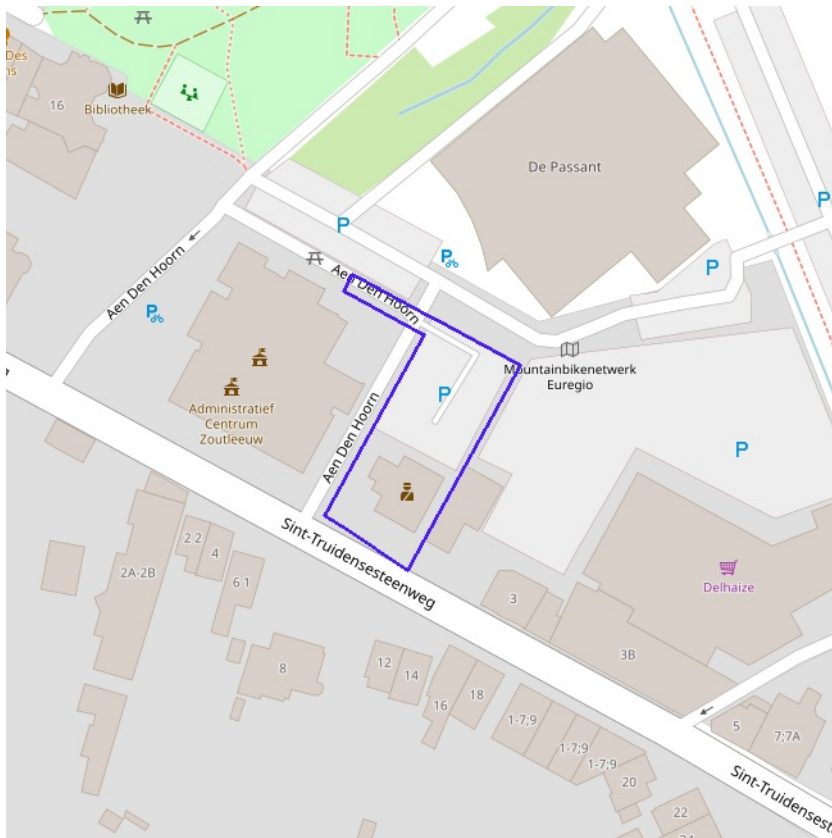 Des
ns
16
Bibliotheek
De Passant
P
P
P
P
Aen Den Hoorn
P
Aen Den Hoorn
Mountainbikenetwerk
Euregio
Administratief
Centrum
Zoutleeuw
P
Aen Den Hoorn
P
Sint-Truidensesteenweg
2 2
4
2A-2B
6 1
Delhaize
3
3B
8
12
14
16
18
1-7;9
1-7;9
1-7;9
20
5
7;7A
Sint-Truidensest
22